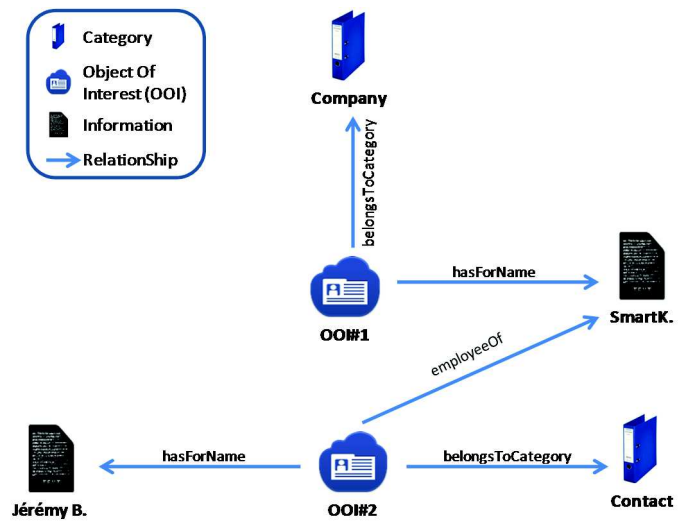 Category
Object Of
Interest (OOI)
Information
RelationShip
Company
belongsToCategory
hasForName
OOI#1
SmartK.
employeeOf
hasForName
belongsToCategory
Jérémy B.
OOI#2
Contact